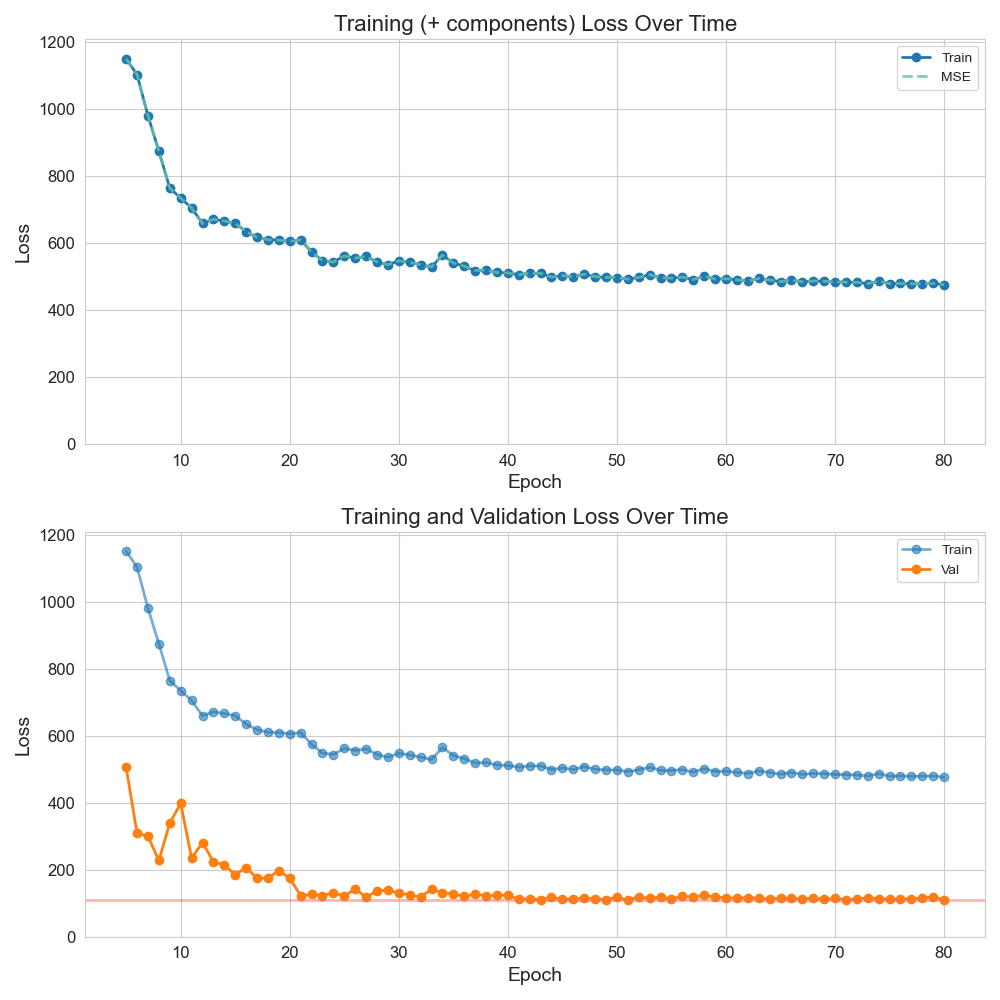 Training (+ components) Loss Over Time
1200
1000
800
600
400
200
0
Loss
Train
MSE
10 20 30 40 50 60 70 80
Epoch
Training and Validation Loss Over Time
1200
1000
800
600
400
200
0
Loss
Train
Val
10 20 30 40 50 60 70 80
Epoch